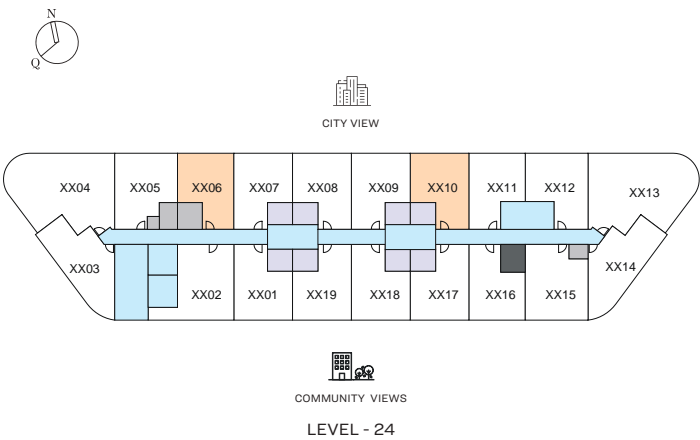 N
Q
CITY VIEW
XX04 XX05 XX06 XX07 XX08 XX09 XX10 XX11 XX12 XX13
XX03 XX14
XX02 XX01 XX19 XX18 XX17 XX16 XX15
COMMUNITY VIEWS
LEVEL - 24